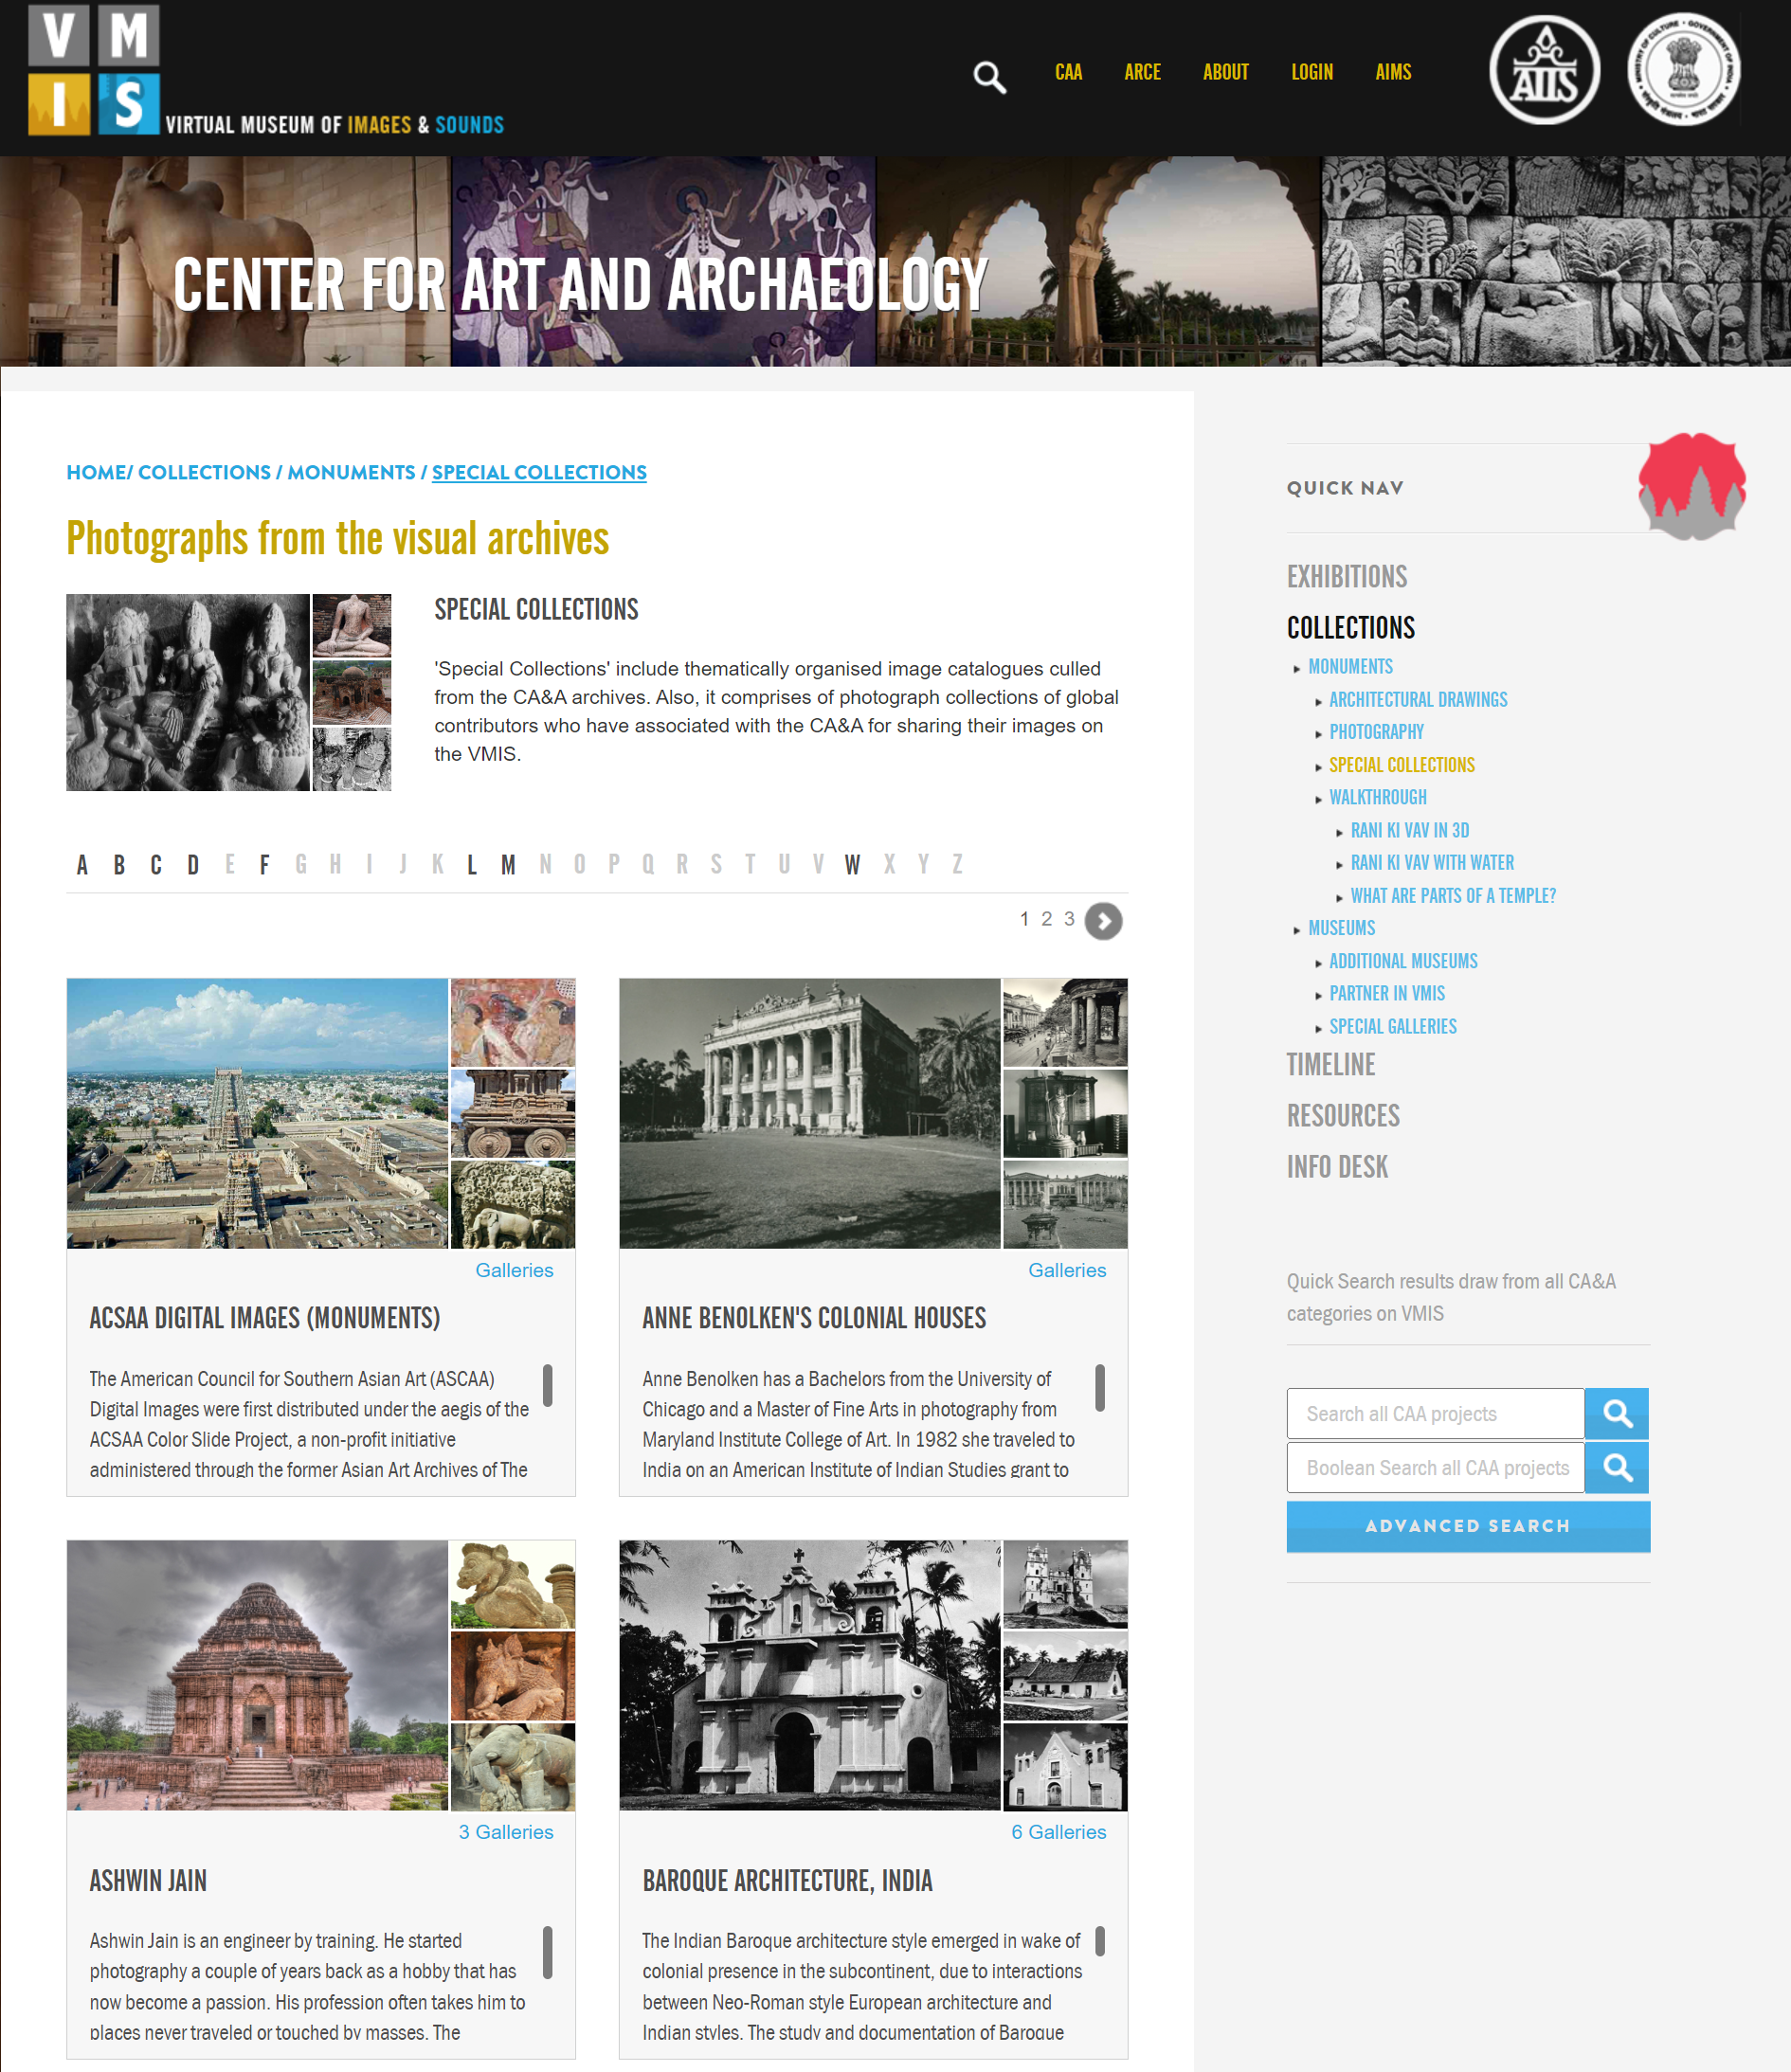 VM
IS
VIRTUAL MUSEUM OF IMAGES & SOUNDS
CAA
ARCE
ABOUT
LOGIN
AIMS
AIIS
CENTER FOR ART AND ARCHAEOLOGY
HOME/ COLLECTIONS / MONUMENTS / SPECIAL COLLECTIONS
Photographs from the visual archives
SPECIAL COLLECTIONS
'Special Collections' include thematically organised image catalogues culled
from the CA&A archives. Also, it comprises of photograph collections of global
contributors who have associated with the CA&A for sharing their images on
the VMIS.
A B C D E F G H I J K L M N O P Q R S T U V W X Y Z
1 2 3
Galleries
ACSAA DIGITAL IMAGES (MONUMENTS)
The American Council for Southern Asian Art (ASCAA)
Digital Images were first distributed under the aegis of the
ACSAA Color Slide Project, a non-profit initiative
administered through the former Asian Art Archives of The
Galleries
ANNE BENOLKEN'S COLONIAL HOUSES
Anne Benolken has a Bachelors from the University of
Chicago and a Master of Fine Arts in photography from
Maryland Institute College of Art. In 1982 she traveled to
India on an American Institute of Indian Studies grant to
3 Galleries
ASHWIN JAIN
Ashwin Jain is an engineer by training. He started
photography a couple of years back as a hobby that has
now become a passion. His profession often takes him to
places never traveled or touched by masses. The
6 Galleries
BAROQUE ARCHITECTURE, INDIA
The Indian Baroque architecture style emerged in wake of
colonial presence in the subcontinent, due to interactions
between Neo-Roman style European architecture and
Indian styles. The study and documentation of Baroque
QUICK NAV
EXHIBITIONS
COLLECTIONS
MONUMENTS
ARCHITECTURAL DRAWINGS
PHOTOGRAPHY
SPECIAL COLLECTIONS
WALKTHROUGH
RANI KI VAV IN 3D
RANI KI VAV WITH WATER
WHAT ARE PARTS OF A TEMPLE?
MUSEUMS
ADDITIONAL MUSEUMS
PARTNER IN VMIS
SPECIAL GALLERIES
TIMELINE
RESOURCES
INFO DESK
Quick Search results draw from all CA&A
categories on VMIS
Search all CAA projects
Boolean Search all CAA projects
ADVANCED SEARCH